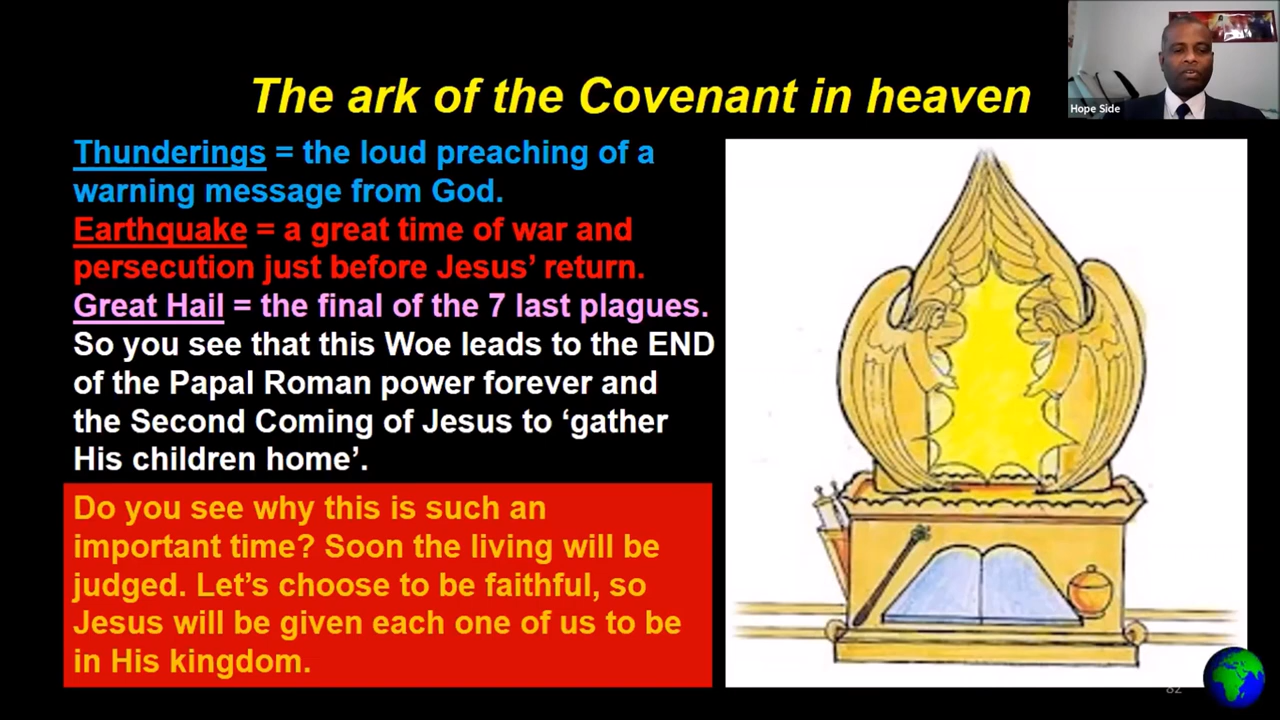 The ark of the Covenant in heaven
Hope Side
Thunderings = the loud preaching of a
warning message from God.
Earthquake = a great time of war and
persecution just before Jesus’ return.
Great Hail = the final of the 7 last plagues.
So you see that this Woe leads to the END
of the Papal Roman power forever and
the Second Coming of Jesus to ‘gather
His children home’.
Do you see why this is such an
important time? Soon the living will be
judged. Let’s choose to be faithful, so
Jesus will be given each one of us to be
in His kingdom.
82